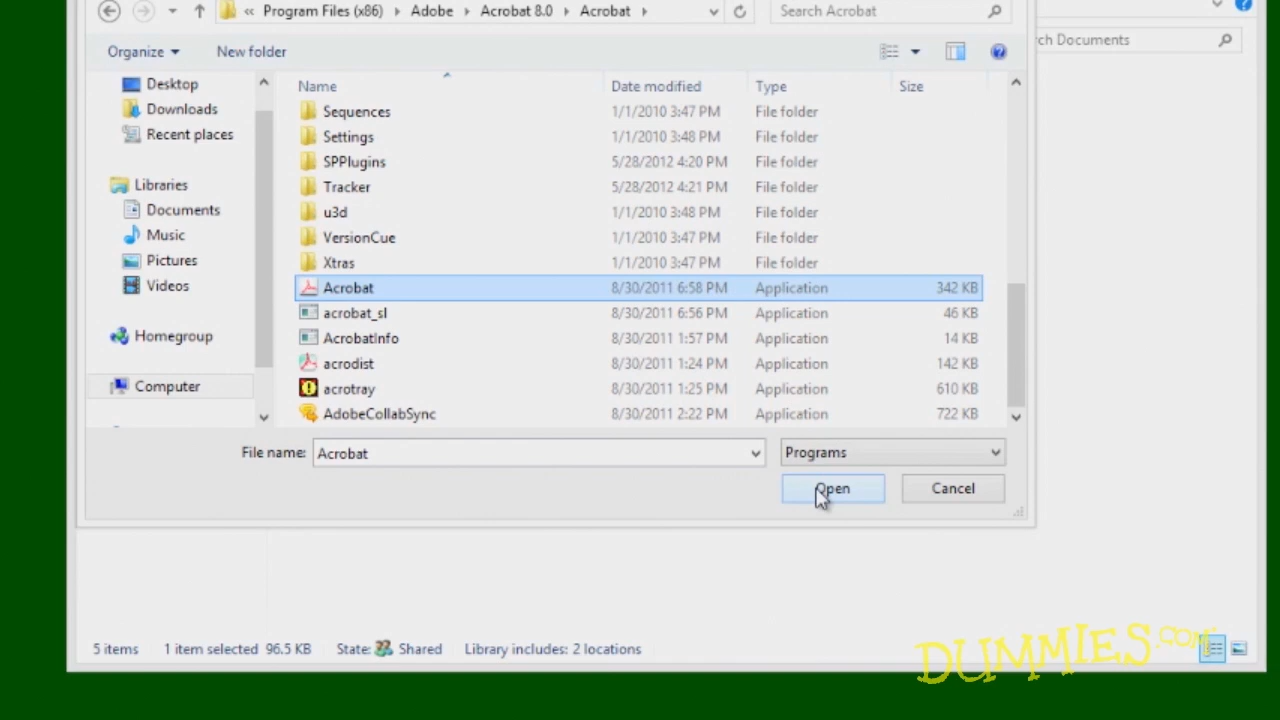 « Program Files (x86) Adobe Acrobat 8.0 Acrobat Search Acrobat
rch Documents
Organize New folder
Name Date modified Type Size
Desktop
Downloads
Recent places
Libraries
Documents
Music
Pictures
Videos
Homegroup
Computer
Sequences 1/1/2010 3:47 PM File folder
Settings 1/1/2010 3:48 PM File folder
SPPlugins 5/28/2012 4:20 PM File folder
Tracker 5/28/2012 4:21 PM File folder
u3d 1/1/2010 3:48 PM File folder
VersionCue 1/1/2010 3:47 PM File folder
Xtras 1/1/2010 3:47 PM File folder
Acrobat 8/30/2011 6:58 PM Application 342 KB
acrobat_sl 8/30/2011 6:56 PM Application 46 KB
AcrobatInfo 8/30/2011 1:57 PM Application 14 KB
acrodist 8/30/2011 1:24 PM Application 142 KB
acrotray 8/30/2011 1:25 PM Application 610 KB
AdobeCollabSync 8/30/2011 2:22 PM Application 722 KB
File name: Acrobat Programs
Open Cancel
5 items 1 item selected 96.5 KB State: Shared Library includes: 2 locations
DUMMIES.com